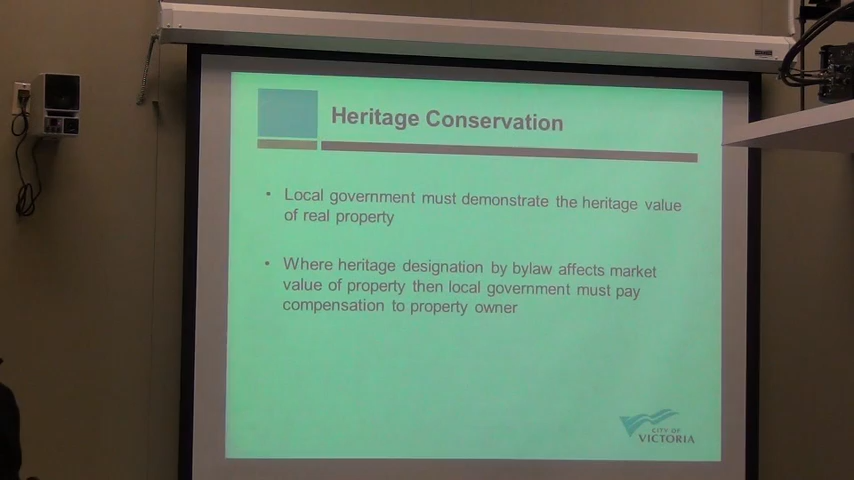 Heritage Conservation
• Local government must demonstrate the heritage value
of real property
• Where heritage designation by bylaw affects market
value of property then local government must pay
compensation to property owner
CITY OF
VICTORIA